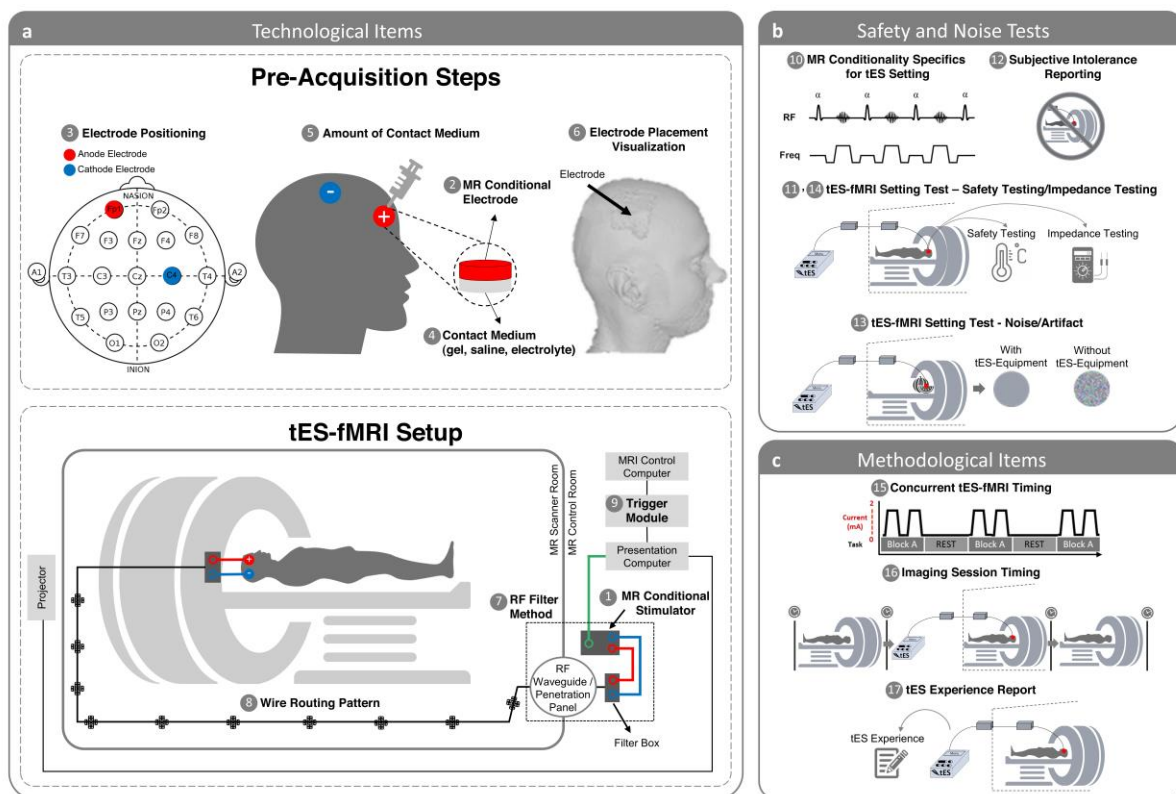 a
Technological Items
Pre-Acquisition Steps
3 Electrode Positioning
Anode Electrode
Cathode Electrode
NASION
Fp1
Fp2
F7
F3
Fz
F4
F8
A1
T3
C3
Cz
C4
T4
A2
T5
P3
Pz
P4
T6
O1
O2
INION
5 Amount of Contact Medium
-
+
2 MR Conditional
Electrode
4 Contact Medium
(gel, saline, electrolyte)
6 Electrode Placement
Visualization
Electrode
tES-fMRI Setup
Projector
MR Scanner Room
MR Control Room
MRI Control
Computer
9 Trigger
Module
Presentation
Computer
7 RF Filter
Method
1 MR Conditional
Stimulator
RF
Waveguide /
Penetration
Panel
8 Wire Routing Pattern
Filter Box
b
Safety and Noise Tests
10 MR Conditionality Specifics
for tES Setting
α α α α
RF
Freq
12 Subjective Intolerance
Reporting
11 · 14 tES-fMRI Setting Test – Safety Testing/Impedance Testing
tES
Safety Testing
°C
Impedance Testing
13 tES-fMRI Setting Test - Noise/Artifact
tES
With
tES-Equipment
Without
tES-Equipment
c
Methodological Items
15 Concurrent tES-fMRI Timing
2
Current
(mA)
0
Task
Block A
REST
Block A
REST
Block A
16 Imaging Session Timing
tES
17 tES Experience Report
tES Experience
tES